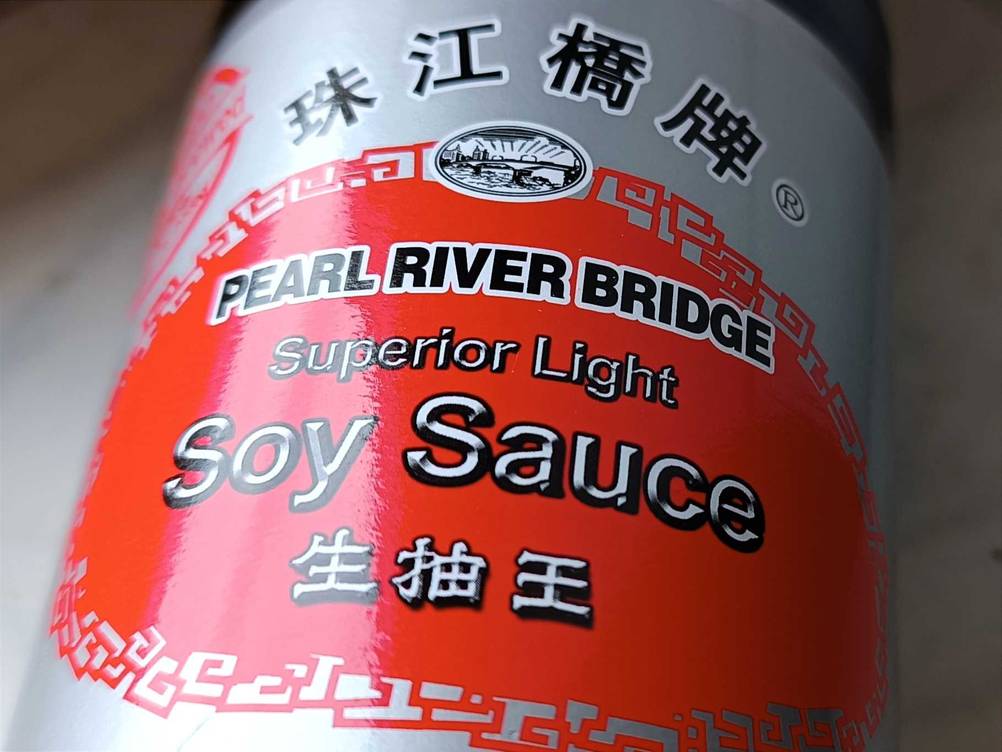 珠江橋牌
®
PEARL RIVER BRIDGE
Superior Light
Soy Sauce
生抽王